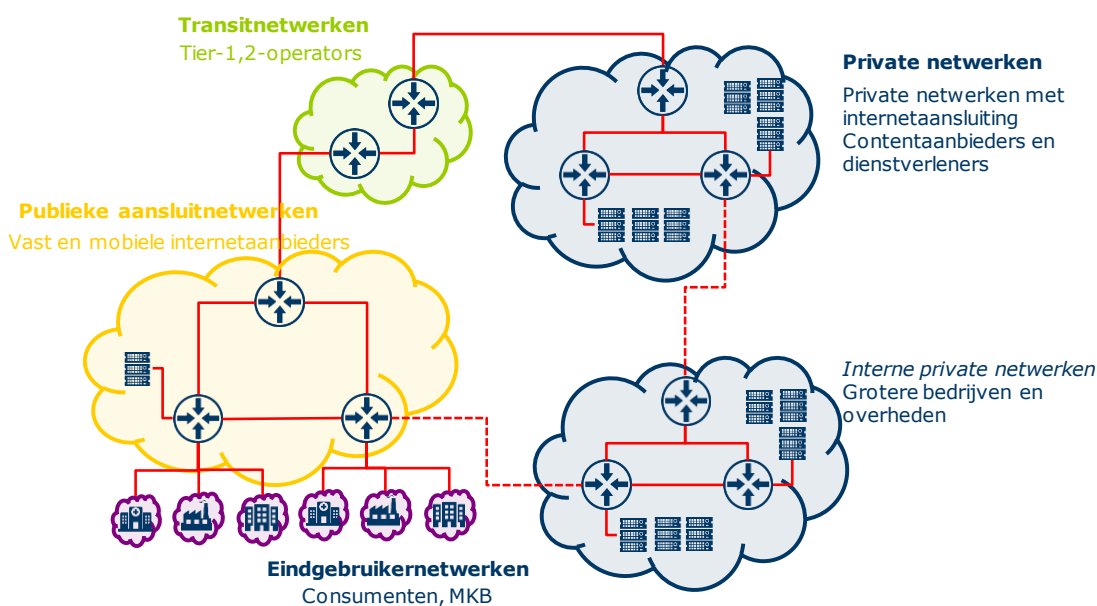 Transitnetwerken
Tier-1,2-operators
Private netwerken
Private netwerken met
internetaansluiting
Contentaanbieders en
dienstverleners
Publieke aansluitnetwerken
Vast en mobiele internetaanbieders
Interne private netwerken
Grotere bedrijven en
overheden
Eindgebruikernetwerken
Consumenten, MKB